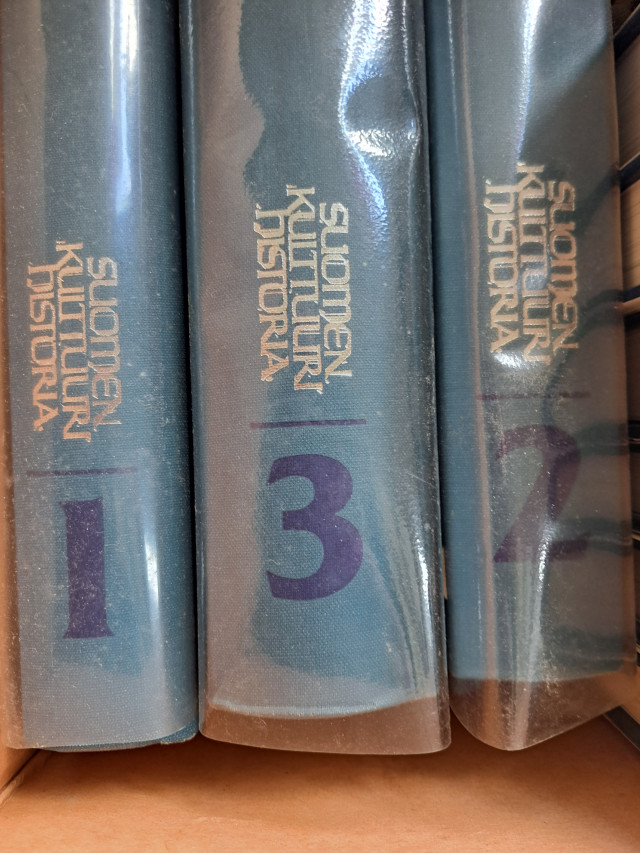 SUOMEN
KULTTUURI
HISTORIA
1
SUOMEN
KULTTUURI
HISTORIA
3
SUOMEN
KULTTUURI
HISTORIA
2